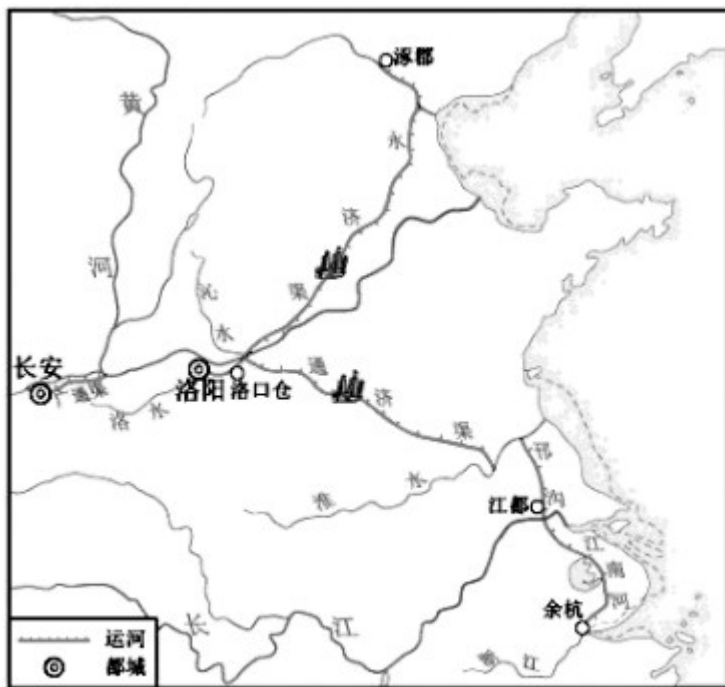 涿郡
黄河
永济渠
沁水
长安
广通渠
洛水
洛阳
洛口仓
通济渠
淮水
邗沟
江都
江南河
余杭
长江
江
运河
都城